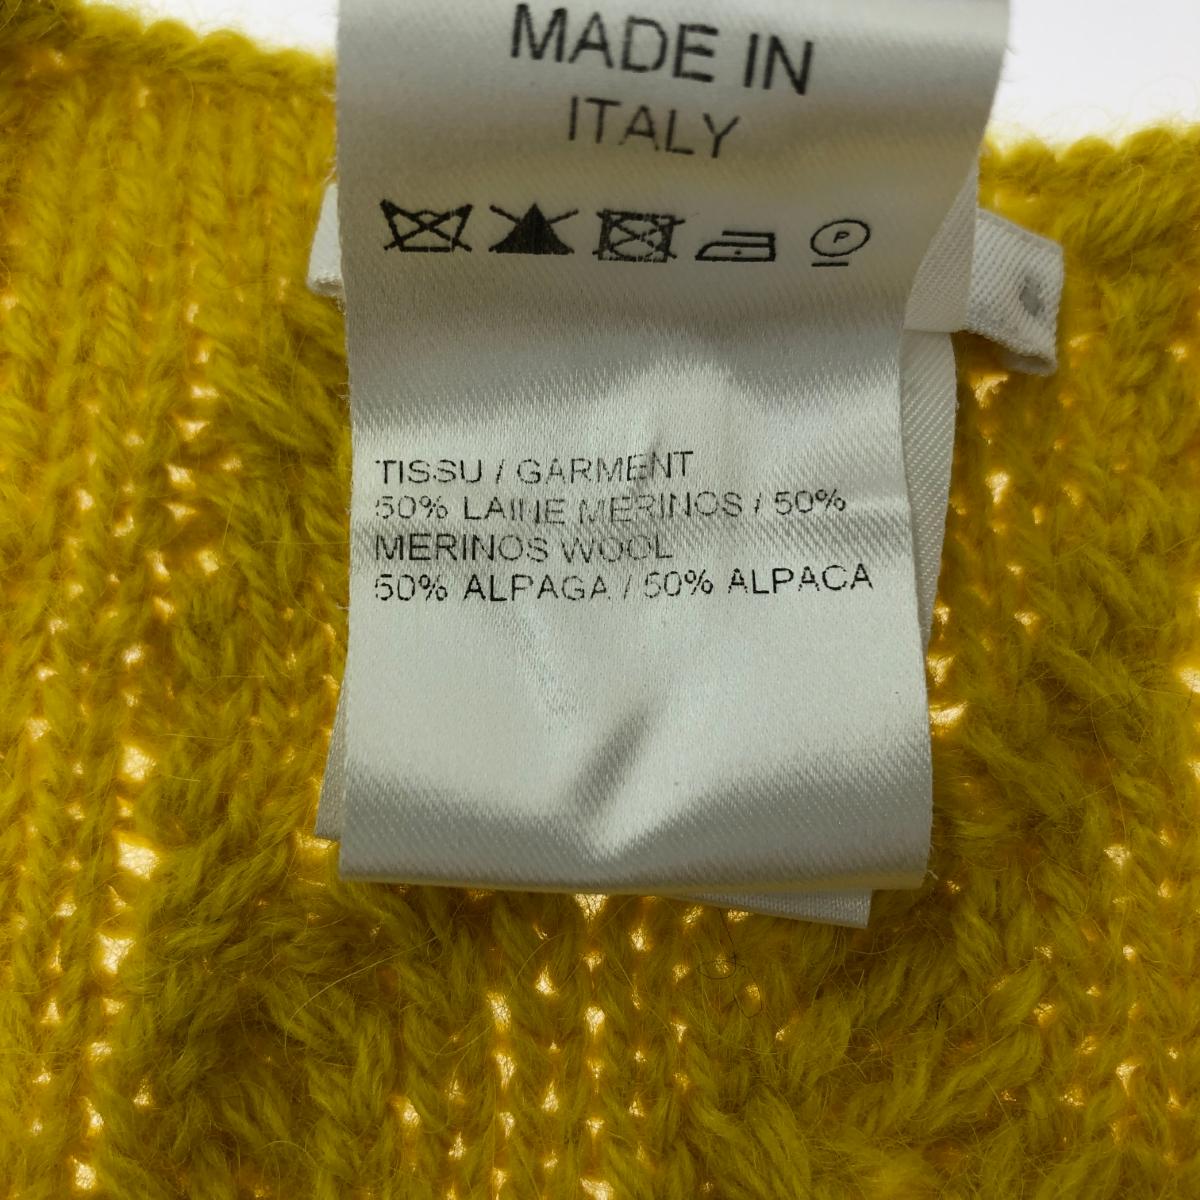 MADE IN
ITALY
P
TISSU / GARMENT
50% LAINE MERINOS / 50%
MERINOS WOOL
50% ALPAGA / 50% ALPACA